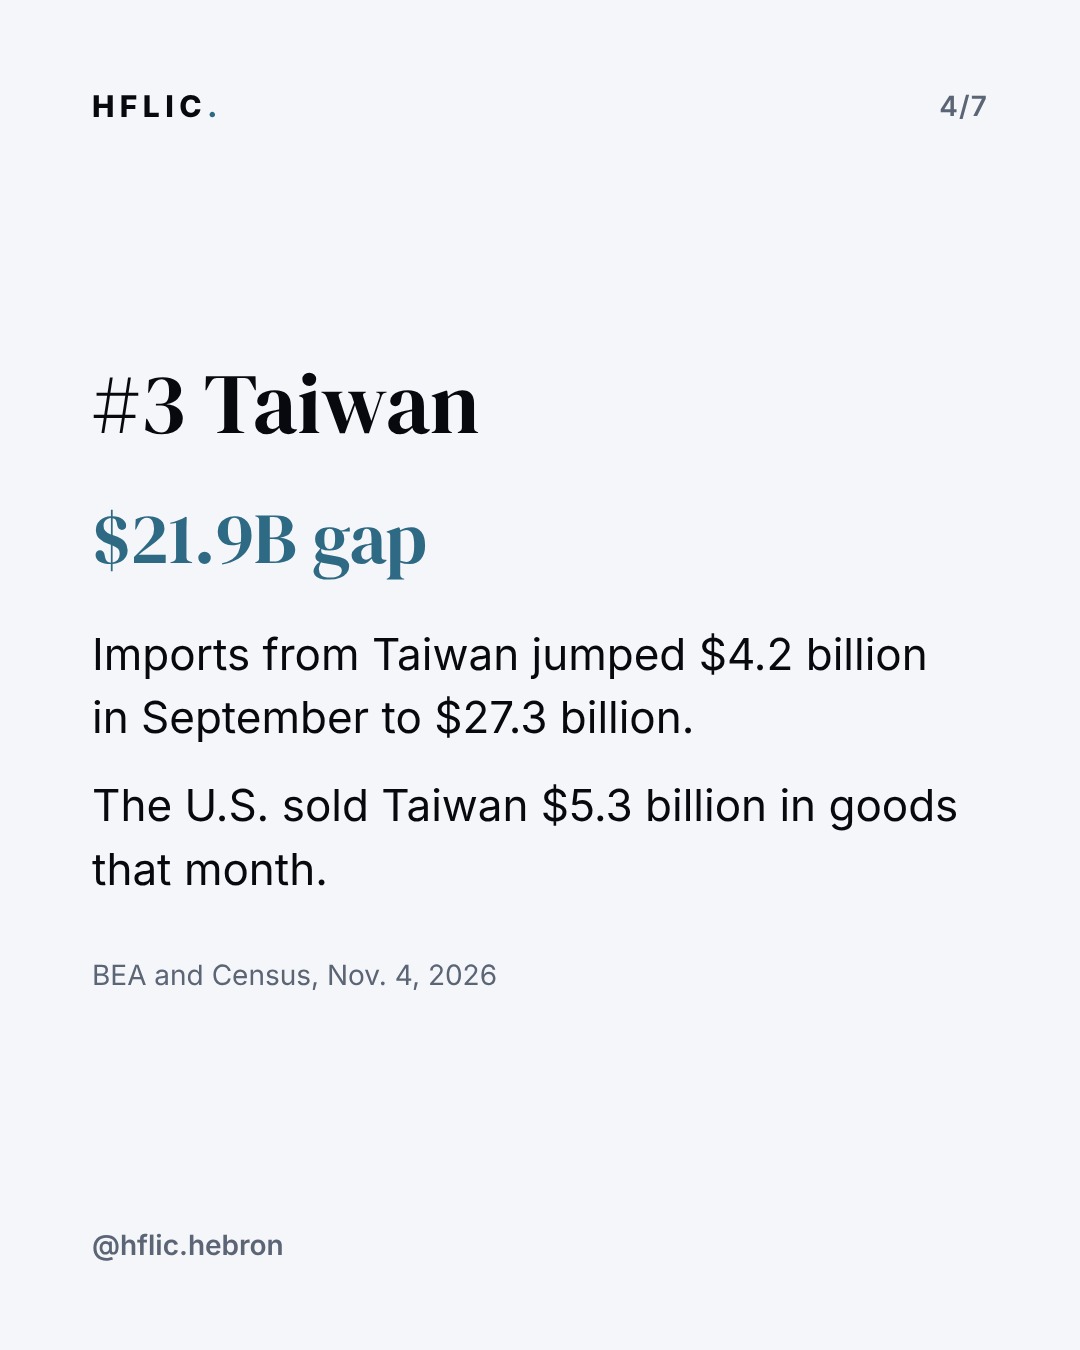 HFLIC.
4/7
#3 Taiwan
$21.9B gap
Imports from Taiwan jumped $4.2 billion
in September to $27.3 billion.
The U.S. sold Taiwan $5.3 billion in goods
that month.
BEA and Census, Nov. 4, 2026
@hflic.hebron